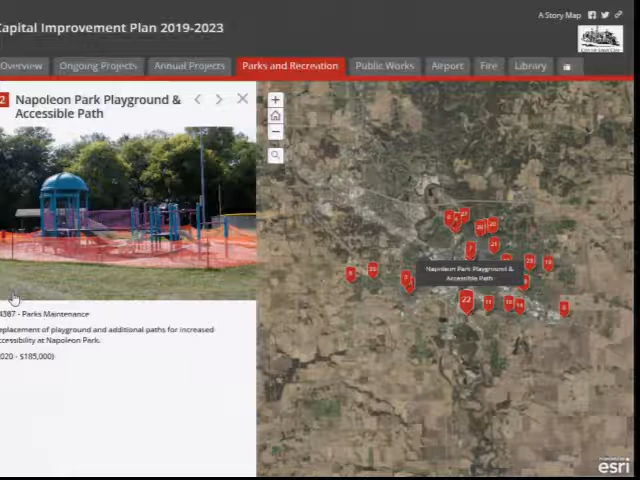 A Story Map
Capital Improvement Plan 2019-2023
Overview
Ongoing Projects
Annual Projects
Parks and Recreation
Public Works
Airport
Fire
Library
2 Napoleon Park Playground &
Accessible Path
Napoleon Park Playground &
Accessible Path
22
4387 - Parks Maintenance
eplacement of playground and additional paths for increased
ccessibility at Napoleon Park.
020 - $185,000)
esri